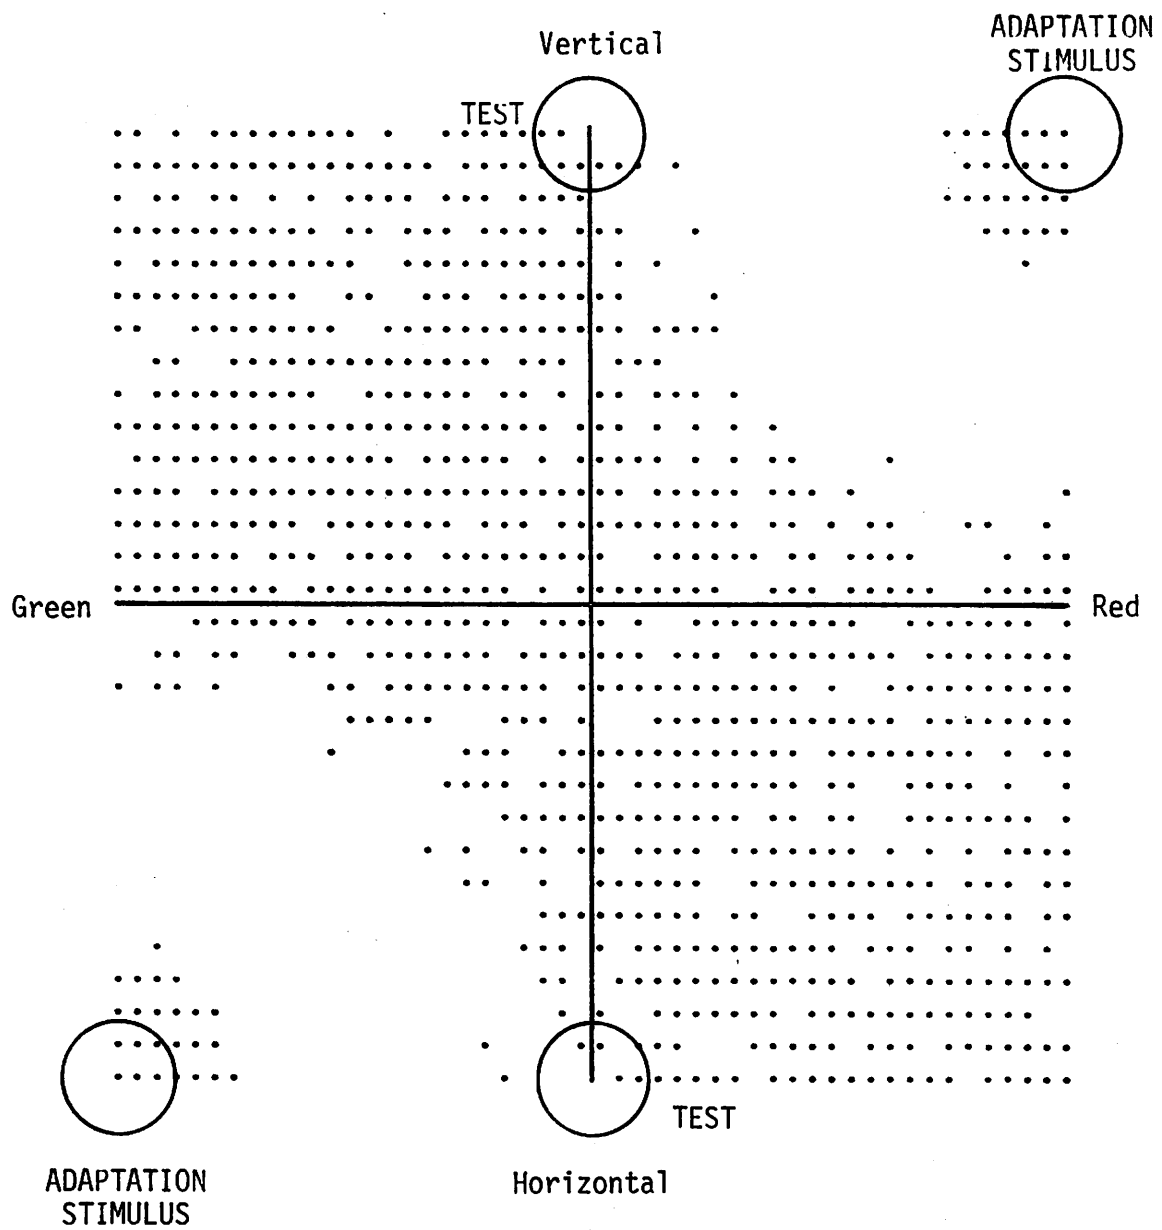 Vertical
ADAPTATION
STIMULUS
TEST
Green
Red
TEST
ADAPTATION
STIMULUS
Horizontal